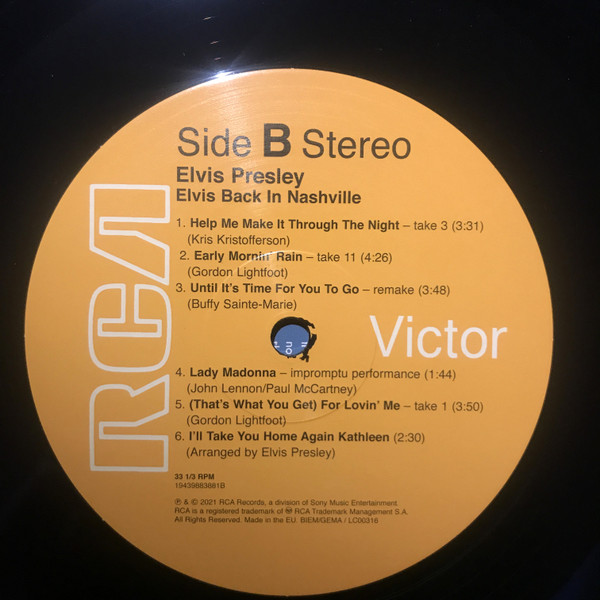 Side B Stereo
Elvis Presley
Elvis Back In Nashville
1. Help Me Make It Through The Night – take 3 (3:31)
(Kris Kristofferson)
2. Early Mornin' Rain – take 11 (4:26)
(Gordon Lightfoot)
3. Until It's Time For You To Go – remake (3:48)
(Buffy Sainte-Marie)
RCA
Victor
4. Lady Madonna – impromptu performance (1:44)
(John Lennon/Paul McCartney)
5. (That's What You Get) For Lovin' Me – take 1 (3:50)
(Gordon Lightfoot)
6. I'll Take You Home Again Kathleen (2:30)
(Arranged by Elvis Presley)
33 1/3 RPM
19439883881B
℗ & © 2021 RCA Records, a division of Sony Music Entertainment.
RCA is a registered trademark of RCA Trademark Management S.A.
All Rights Reserved. Made in the EU. BIEM/GEMA / LC00316